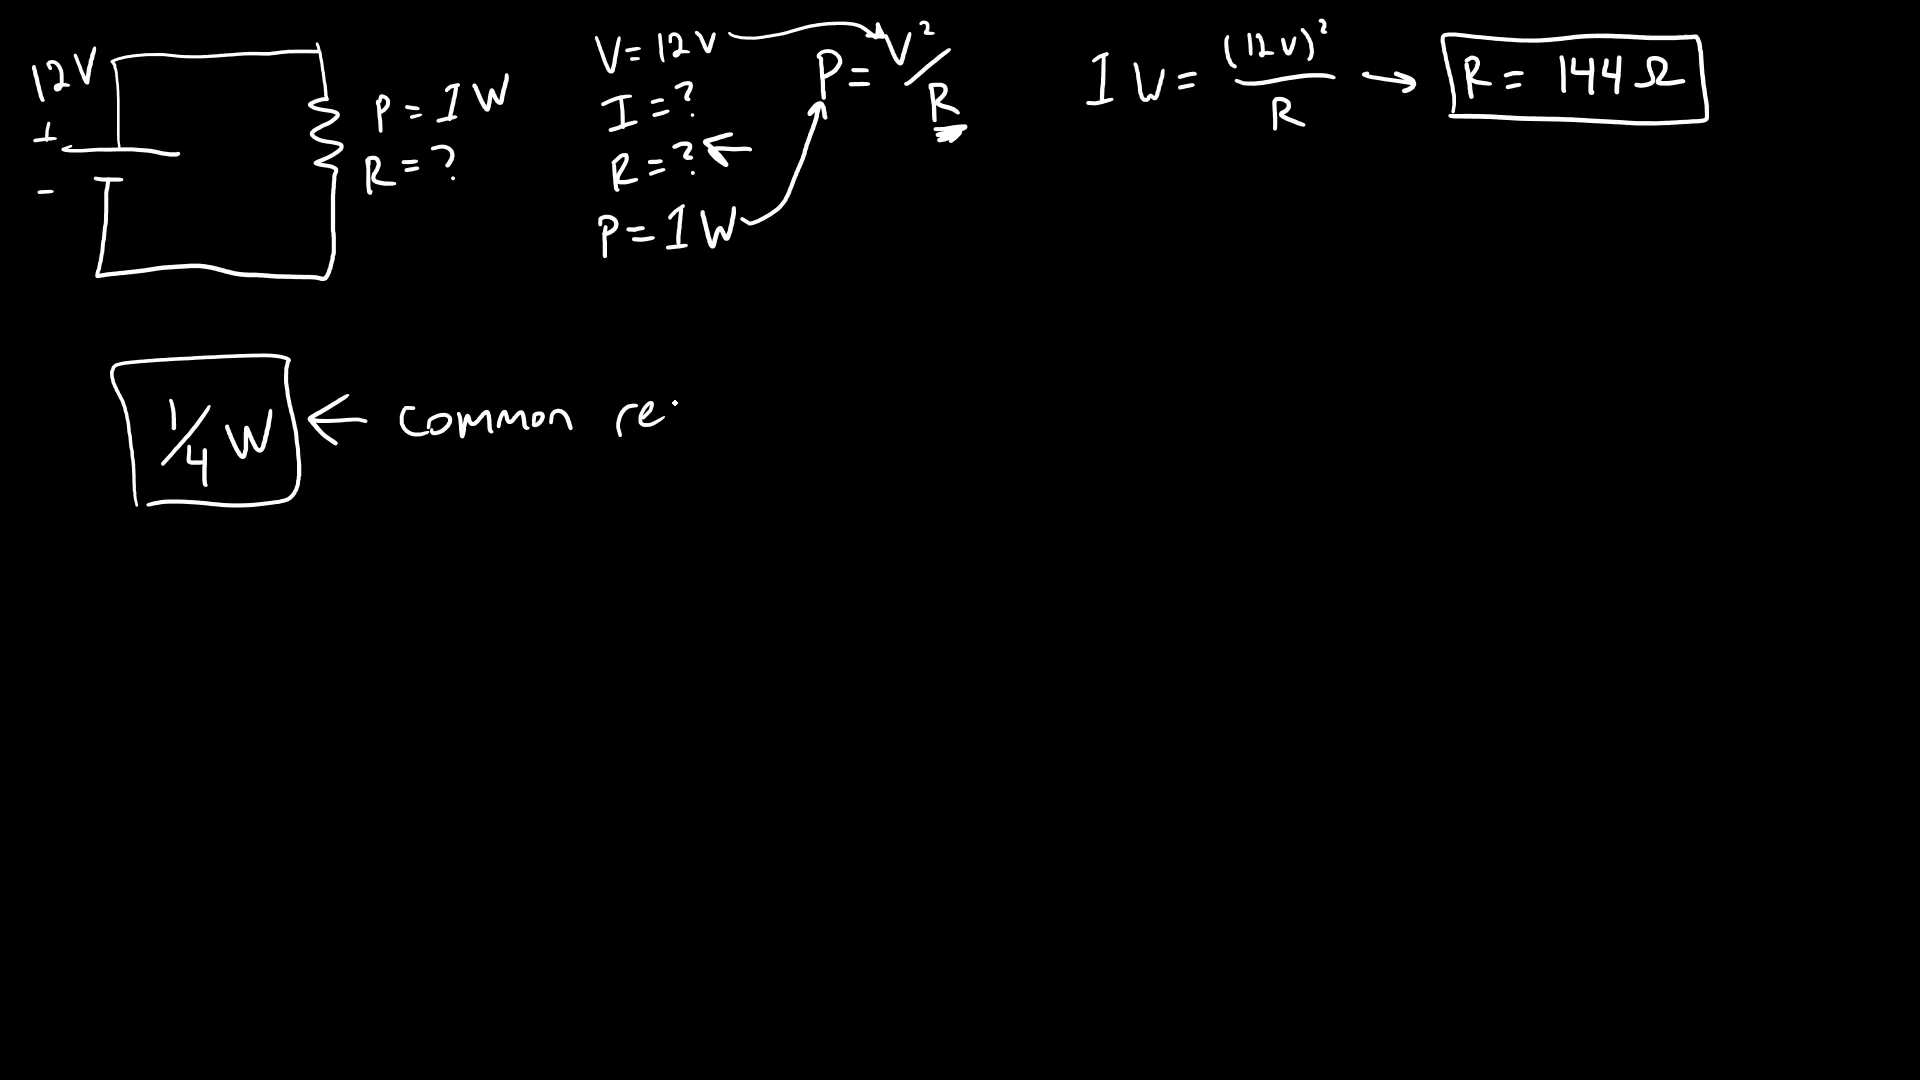 12V
+
-
P = 1 W
R = ?
V = 12 V
I = ?
R = ?
P = 1 W
P = V²/R
1 W = (12 V)² / R → R = 144 Ω
1/4 W ← common re